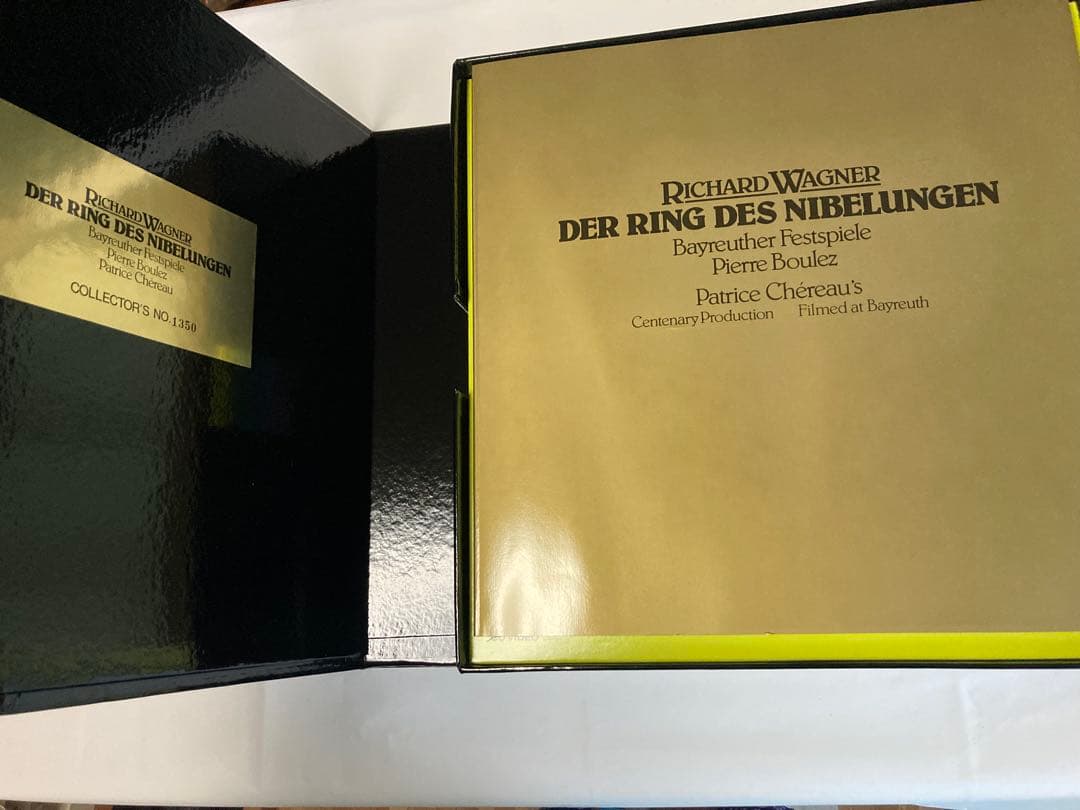 RICHARD WAGNER
DER RING DES NIBELUNGEN
Bayreuther Festspiele
Pierre Boulez
Patrice Chéreau
COLLECTOR'S NO.1350
RICHARD WAGNER
DER RING DES NIBELUNGEN
Bayreuther Festspiele
Pierre Boulez
Patrice Chéreau's
Centenary Production Filmed at Bayreuth